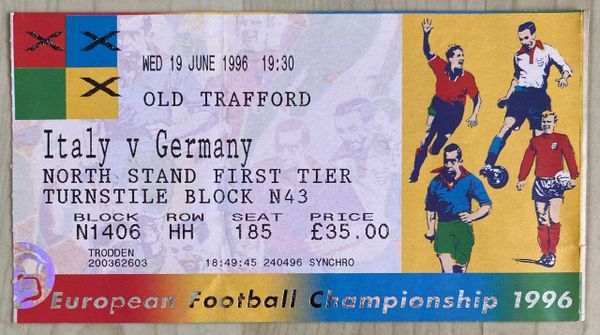 WED 19 JUNE 1996 19:30
OLD TRAFFORD
Italy v Germany
NORTH STAND FIRST TIER
TURNSTILE BLOCK N43
BLOCK ROW SEAT PRICE
N1406 HH 185 £35.00
TRODDEN
200362603 18:49:45 240496 SYNCHRO
European Football Championship 1996